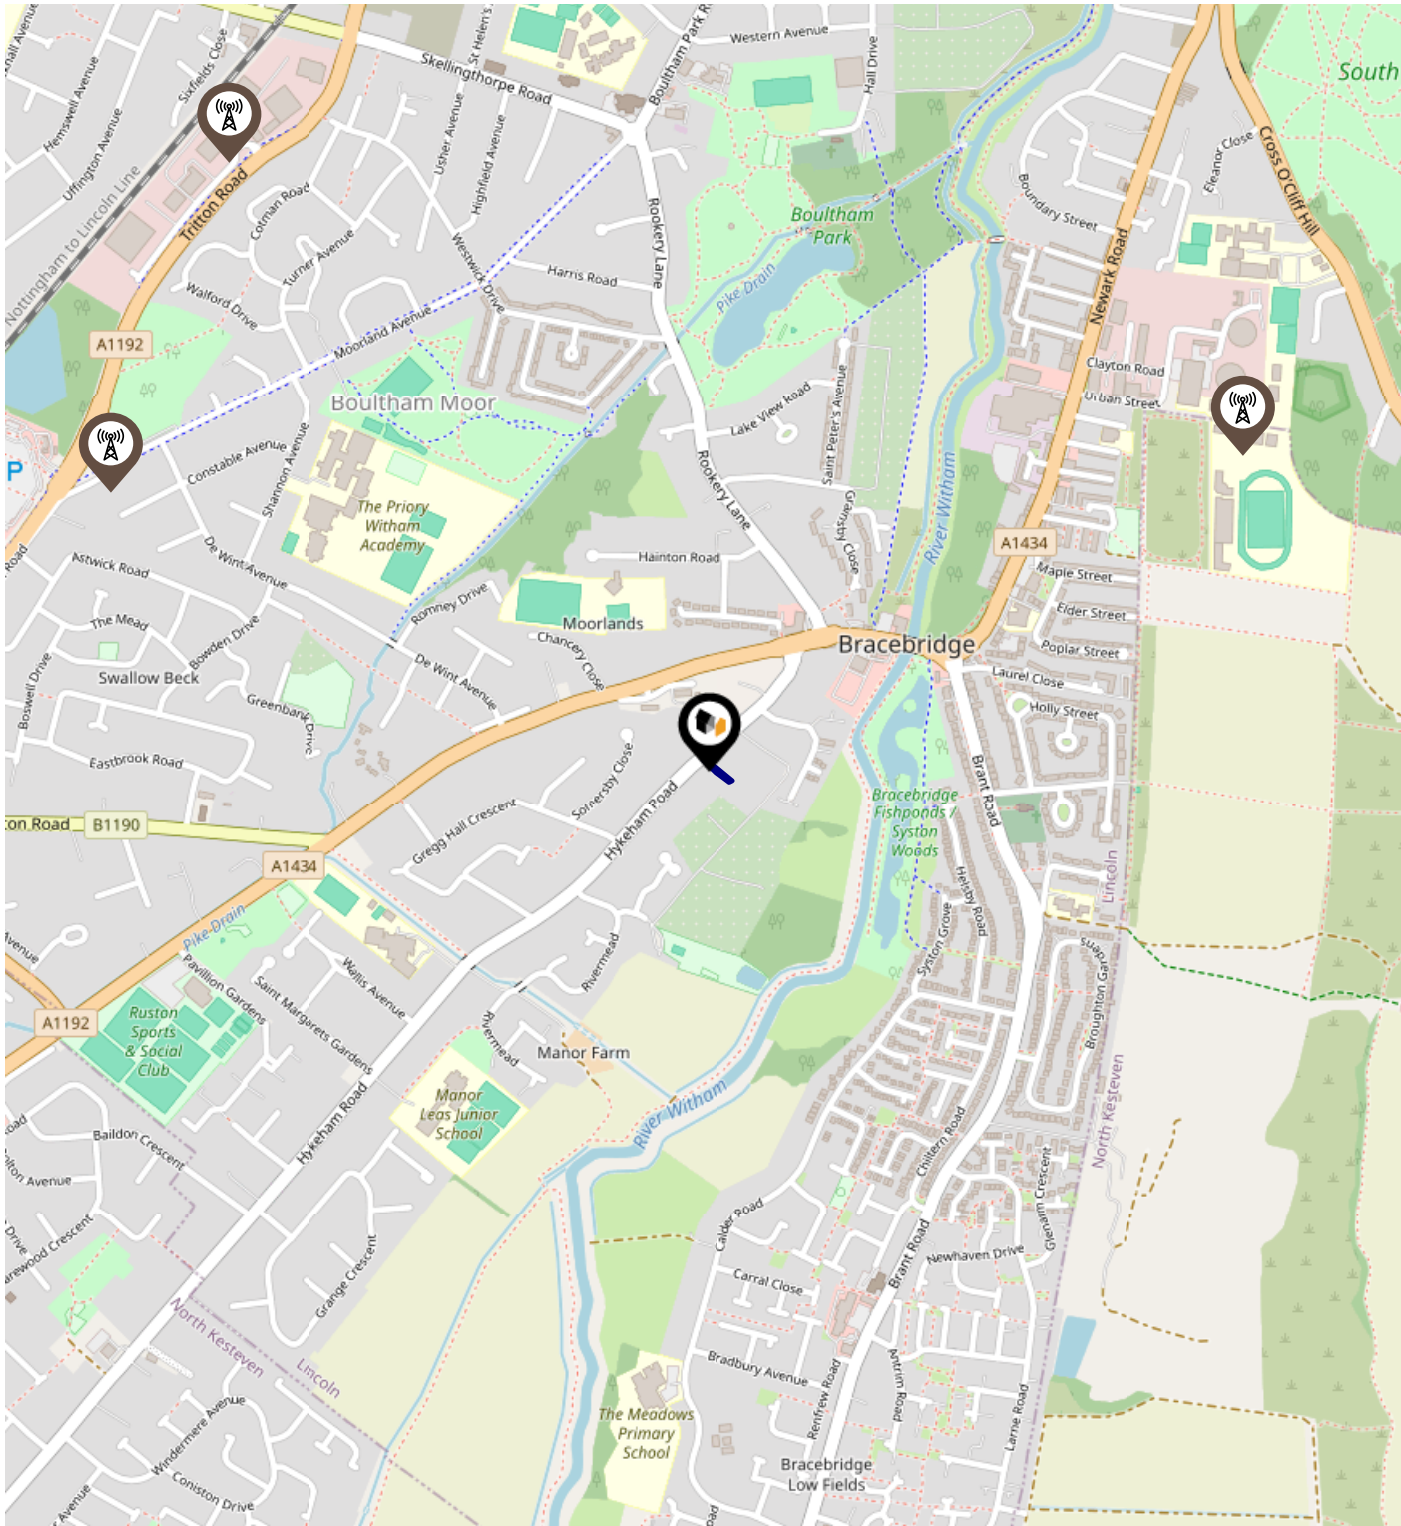 Western Avenue
St Helen's
Boultham Park R
Hall Drive
South
Skellingthorpe Road
Sixfields Close
Hemswell Avenue
Uffington Avenue
Usher Avenue
Highfield Avenue
Cross O'Cliff Hill
Eleanor Close
Nottingham to Lincoln Line
Tritton Road
Cotman Road
Boundary Street
Rookery Lane
Boultham
Park
Turner Avenue
Westwick Drive
Harris Road
Pike Drain
Newark Road
Walford Drive
Moorland Avenue
A1192
Clayton Road
Urban Street
Boultham Moor
Lake View Road
Saint Peter's Avenue
Constable Avenue
Shannon Avenue
Rookery Lane
River Witham
P
The Priory
Witham
Academy
Grainsby Close
A1434
Road
Astwick Road
De Wint Avenue
Hainton Road
Maple Street
Romney Drive
Elder Street
The Mead
Bowden Drive
Moorlands
Chancery Close
Bracebridge
Poplar Street
Swallow Beck
De Wint Avenue
Laurel Close
Boswell Drive
Greenbank Drive
Holly Street
Eastbrook Road
Somersby Close
Brant Road
Bracebridge
Fishponds /
Syston
Woods
ton Road
B1190
Gregg Hall Crescent
Hykeham Road
A1434
Lincoln
Helsby Road
Pike Drain
Syston Grove
Avenue
Wallis Avenue
Rivermead
Broughton Gardens
Pavillion Gardens
Saint Margarets Gardens
A1192
Ruston
Sports
& Social
Club
Rivermead
Manor Farm
North Kesteven
Manor
Leas Junior
School
River Witham
Hykeham Road
Baildon Crescent
Chiltern Road
Glenarm Crescent
Calder Road
Drive
Grange Crescent
Brant Road
Newhaven Drive
Carral Close
North Kesteven
Lincoln
Bradbury Avenue
Renfrew Road
Antrim Road
Larne Road
Windermere Avenue
The Meadows
Primary
School
Coniston Drive
Bracebridge
Low Fields